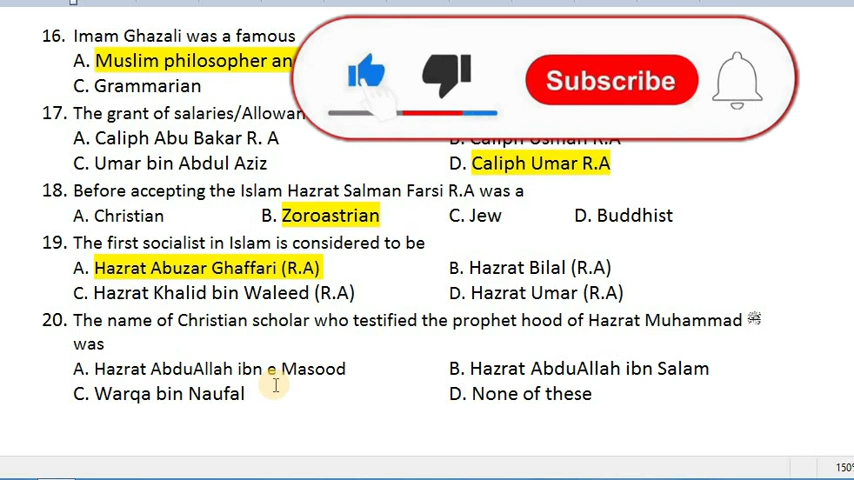 16. Imam Ghazali was a famous
A. Muslim philosopher an
C. Grammarian
Subscribe
17. The grant of salaries/Allowan
A. Caliph Abu Bakar R. A
B. Caliph Usman R.A
C. Umar bin Abdul Aziz
D. Caliph Umar R.A
18. Before accepting the Islam Hazrat Salman Farsi R.A was a
A. Christian B. Zoroastrian C. Jew D. Buddhist
19. The first socialist in Islam is considered to be
A. Hazrat Abuzar Ghaffari (R.A) B. Hazrat Bilal (R.A)
C. Hazrat Khalid bin Waleed (R.A) D. Hazrat Umar (R.A)
20. The name of Christian scholar who testified the prophet hood of Hazrat Muhammad ﷺ
was
A. Hazrat AbduAllah ibn e Masood B. Hazrat AbduAllah ibn Salam
C. Warqa bin Naufal D. None of these
150%